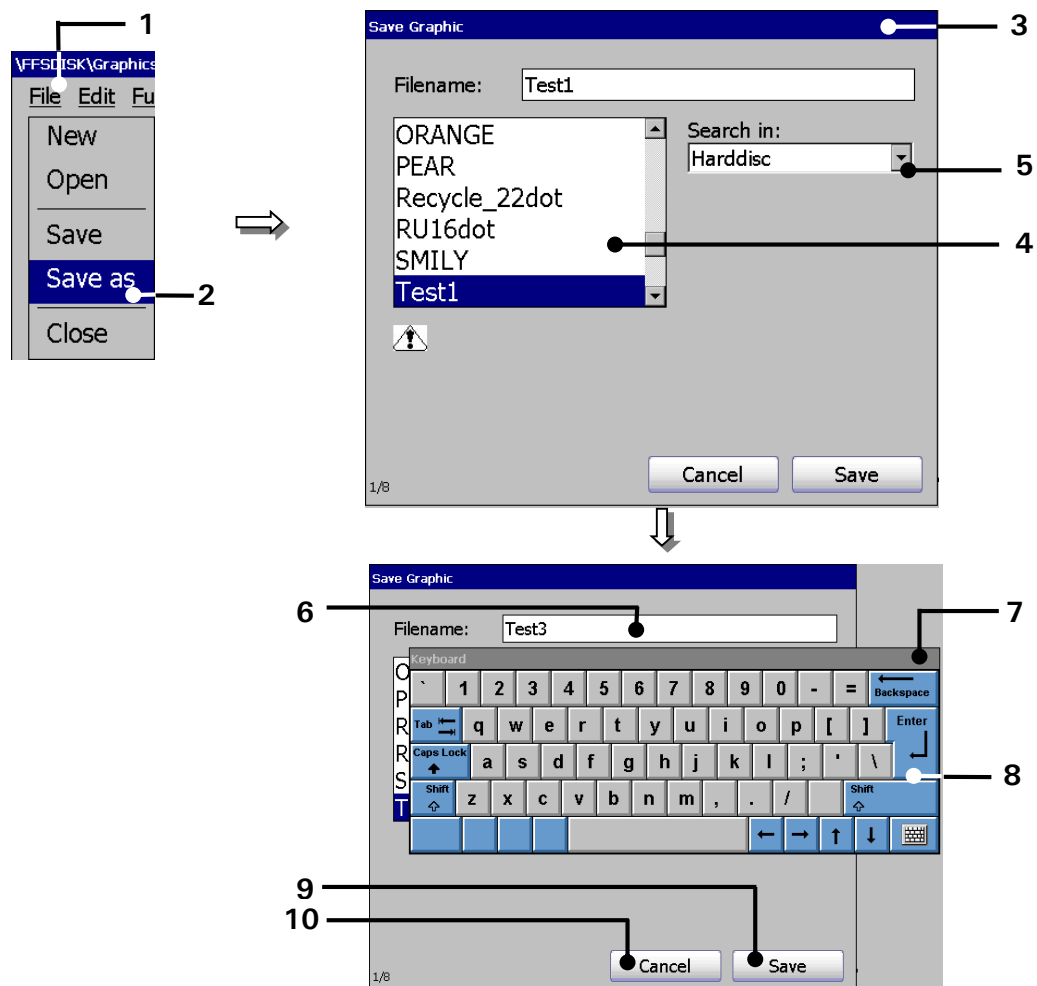 1
\FFSDISK\Graphics
File Edit Fu
New
Open
Save
Save as
2
Close
Save Graphic
3
Filename: Test1
ORANGE
PEAR
Recycle_22dot
RU16dot
SMILY
Test1
Search in:
Harddisc
5
4
Cancel Save
1/8
Save Graphic
6
Filename: Test3
7
Keyboard
O
P
R
R
S
T
` 1 2 3 4 5 6 7 8 9 0 - = Backspace
Tab q w e r t y u i o p [ ] Enter
Caps Lock a s d f g h j k l ; ' \
8
Shift z x c v b n m , . / Shift
← → ↑ ↓
9
10
Cancel Save
1/8